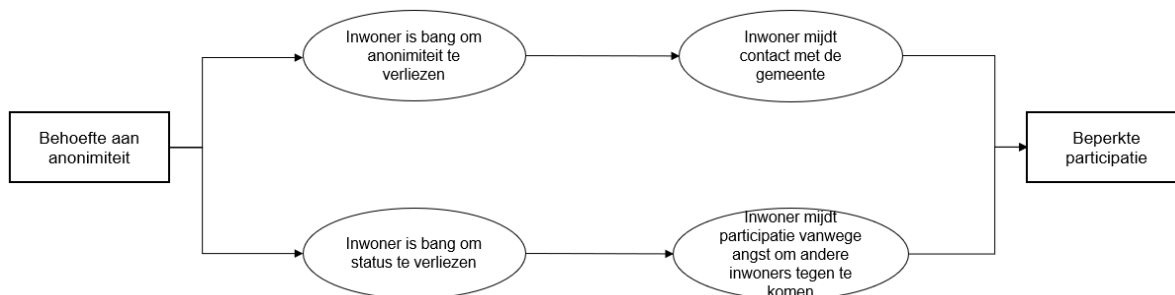 Inwoner is bang om
anonimiteit te
verliezen
Inwoner mijdt
contact met de
gemeente
Behoefte aan
anonimiteit
Beperkte
participatie
Inwoner is bang om
status te verliezen
Inwoner mijdt
participatie vanwege
angst om andere
inwoners tegen te
komen